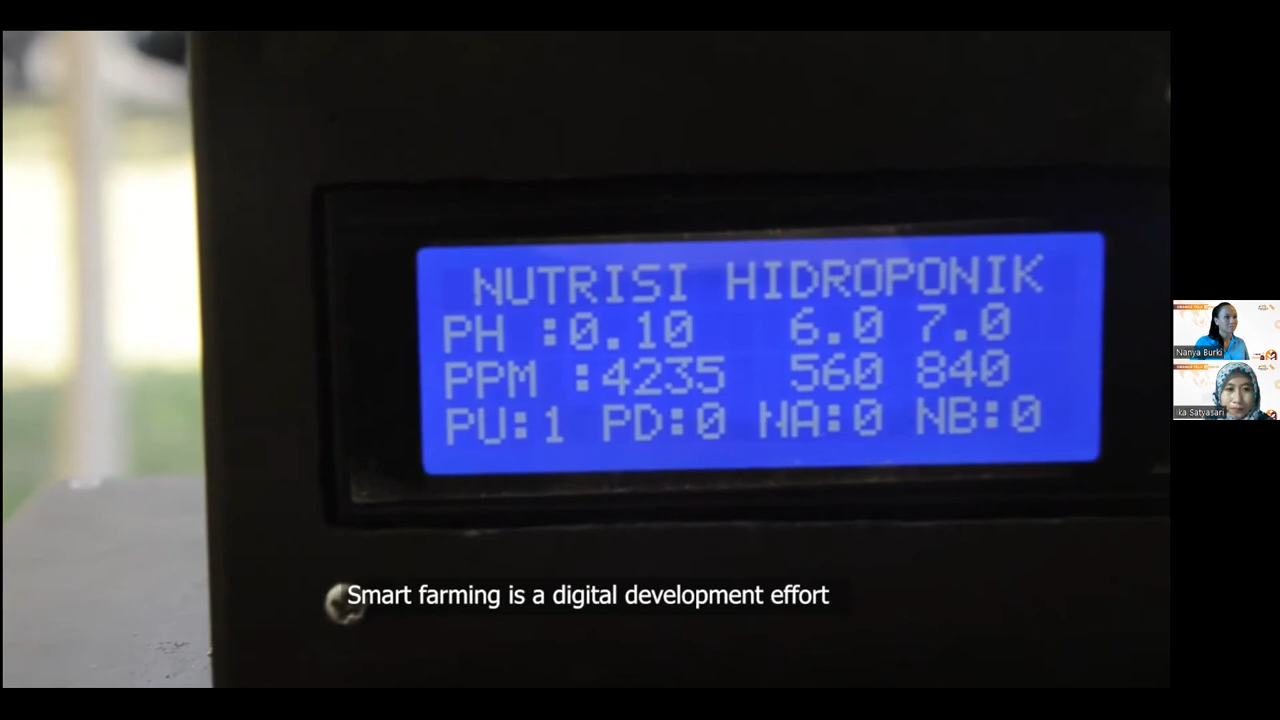 NUTRISI HIDROPONIK
PH :0.10 6.0 7.0
PPM :4235 560 840
PU:1 PD:0 NA:0 NB:0
Smart farming is a digital development effort
Nanya Burki
Ika Satyasari